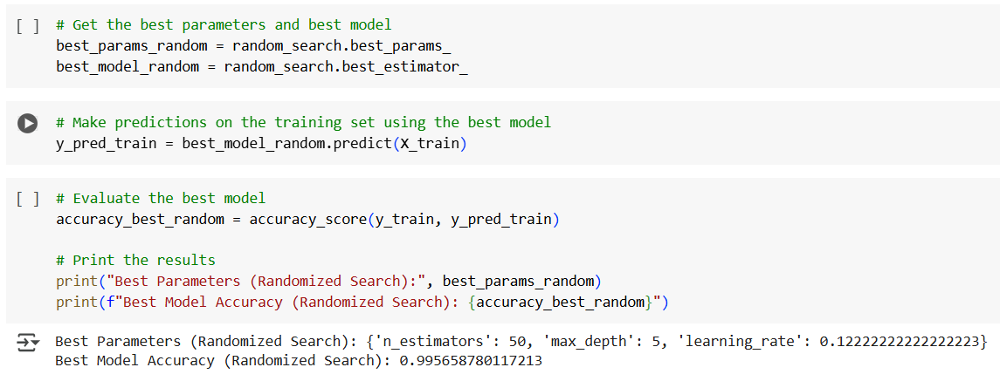 [ ] # Get the best parameters and best model
best_params_random = random_search.best_params_
best_model_random = random_search.best_estimator_
# Make predictions on the training set using the best model
y_pred_train = best_model_random.predict(X_train)
[ ] # Evaluate the best model
accuracy_best_random = accuracy_score(y_train, y_pred_train)
# Print the results
print("Best Parameters (Randomized Search):", best_params_random)
print(f"Best Model Accuracy (Randomized Search): {accuracy_best_random}")
Best Parameters (Randomized Search): {'n_estimators': 50, 'max_depth': 5, 'learning_rate': 0.12222222222222223}
Best Model Accuracy (Randomized Search): 0.995658780117213